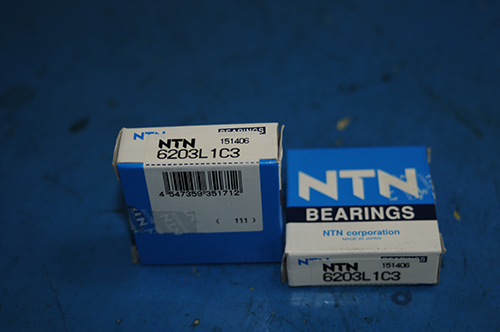 NTN
BEARINGS
NTN
151406
6203L1C3
4 547359 351712
( 111 )
NTN
BEARINGS
NTN corporation
MADE IN JAPAN
BEARINGS
NTN
151406
6203L1C3